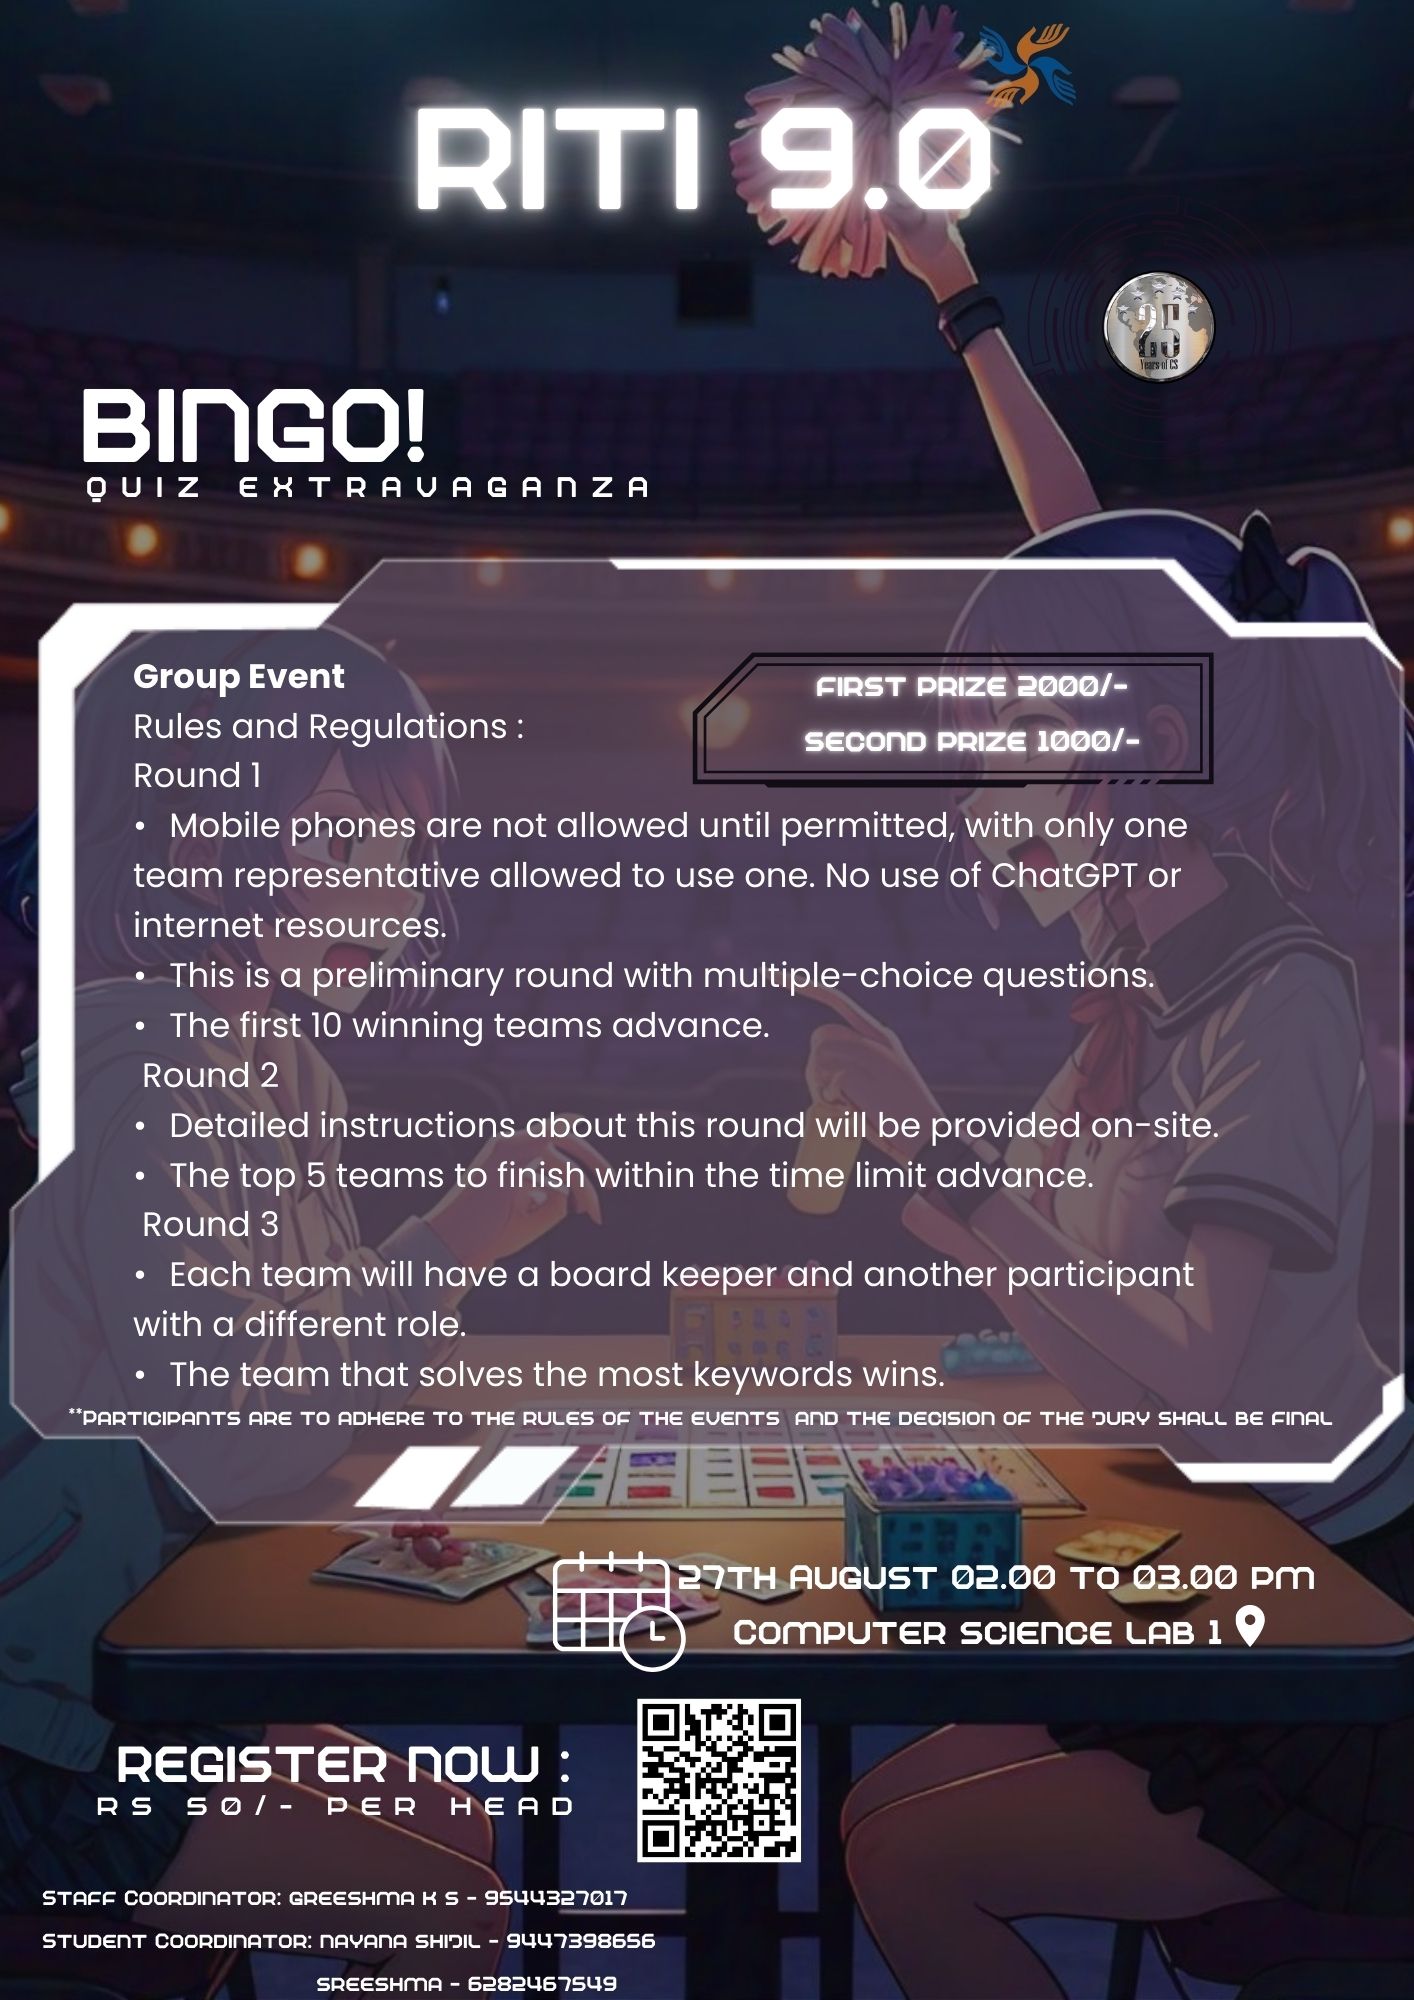 RITI 9.0
25
Years of CS
BINGO!
QUIZ EXTRAVAGANZA
Group Event
FIRST PRIZE 2000/-
SECOND PRIZE 1000/-
Rules and Regulations :
Round 1
• Mobile phones are not allowed until permitted, with only one
team representative allowed to use one. No use of ChatGPT or
internet resources.
• This is a preliminary round with multiple-choice questions.
• The first 10 winning teams advance.
Round 2
• Detailed instructions about this round will be provided on-site.
• The top 5 teams to finish within the time limit advance.
Round 3
• Each team will have a board keeper and another participant
with a different role.
• The team that solves the most keywords wins.
**PARTICIPANTS ARE TO ADHERE TO THE RULES OF THE EVENTS AND THE DECISION OF THE JURY SHALL BE FINAL
27TH AUGUST 02.00 TO 03.00 PM
COMPUTER SCIENCE LAB 1
REGISTER NOW :
RS 50/- PER HEAD
STAFF COORDINATOR: GREESHMA K S - 9544327017
STUDENT COORDINATOR: NAYANA SHIJIL - 9447398656
SREESHMA - 6282467549